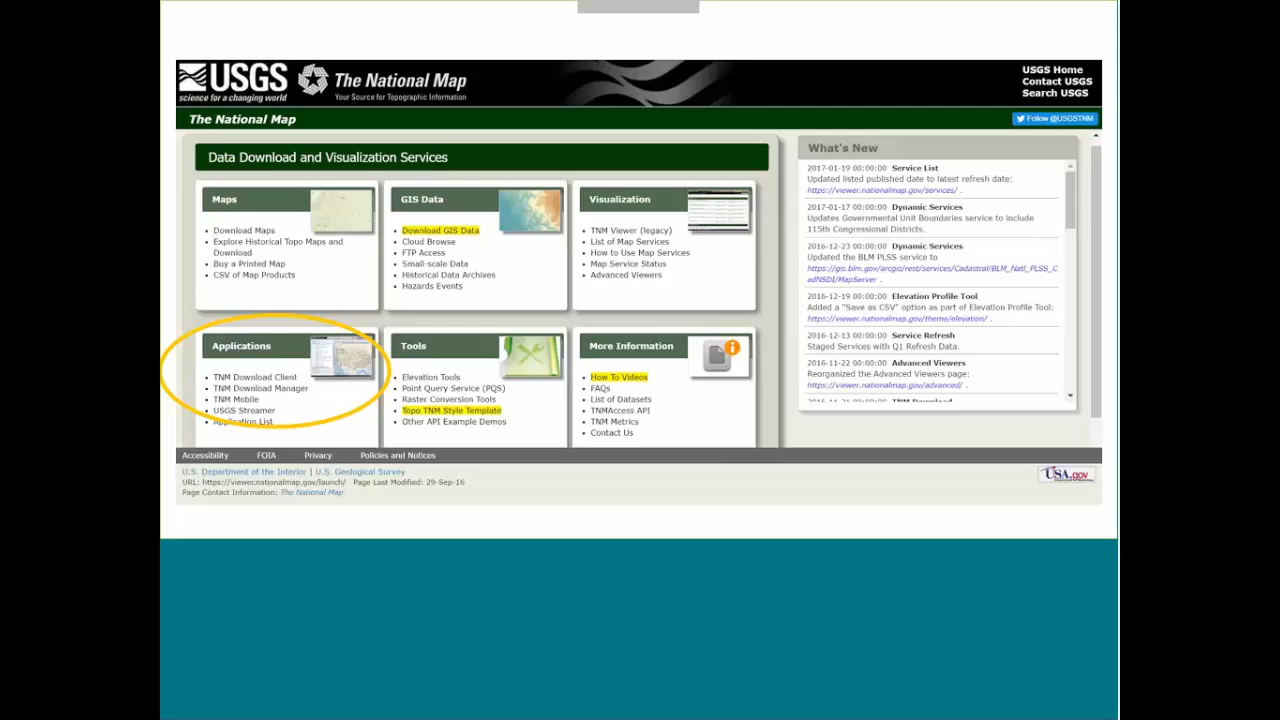 USGS
science for a changing world
The National Map
Your Source for Topographic Information
USGS Home
Contact USGS
Search USGS
The National Map
Follow @USGSTNM
Data Download and Visualization Services
Maps
Download Maps
Explore Historical Topo Maps and
Download
Buy a Printed Map
CSV of Map Products
GIS Data
Download GIS Data
Cloud Browse
FTP Access
Small-scale Data
Historical Data Archives
Hazards Events
Visualization
TNM Viewer (legacy)
List of Map Services
How to Use Map Services
Map Service Status
Advanced Viewers
Applications
TNM Download Client
TNM Download Manager
TNM Mobile
USGS Streamer
Application List
Tools
Elevation Tools
Point Query Service (PQS)
Raster Conversion Tools
Topo TNM Style Template
Other API Example Demos
More Information
How To Videos
FAQs
List of Datasets
TNMAccess API
TNM Metrics
Contact Us
What's New
2017-01-19 00:00:00 Service List
Updated listed published date to latest refresh date:
https://viewer.nationalmap.gov/services/ .
2017-01-17 00:00:00 Dynamic Services
Updates Governmental Unit Boundaries service to include
115th Congressional Districts.
2016-12-23 00:00:00 Dynamic Services
Updated the BLM PLSS service to
https://gis.blm.gov/arcgis/rest/services/Cadastral/BLM_Natl_PLSS_C
adNSDI/MapServer .
2016-12-19 00:00:00 Elevation Profile Tool
Added a "Save as CSV" option as part of Elevation Profile Tool:
https://viewer.nationalmap.gov/theme/elevation/ .
2016-12-13 00:00:00 Service Refresh
Staged Services with Q1 Refresh Data.
2016-11-22 00:00:00 Advanced Viewers
Reorganized the Advanced Viewers page:
https://viewer.nationalmap.gov/advanced/ .
2016-11-21 00:00:00 TNM Download
Accessibility FOIA Privacy Policies and Notices
U.S. Department of the Interior | U.S. Geological Survey
URL: https://viewer.nationalmap.gov/launch/ Page Last Modified: 29-Sep-16
Page Contact Information: The National Map
USA.gov